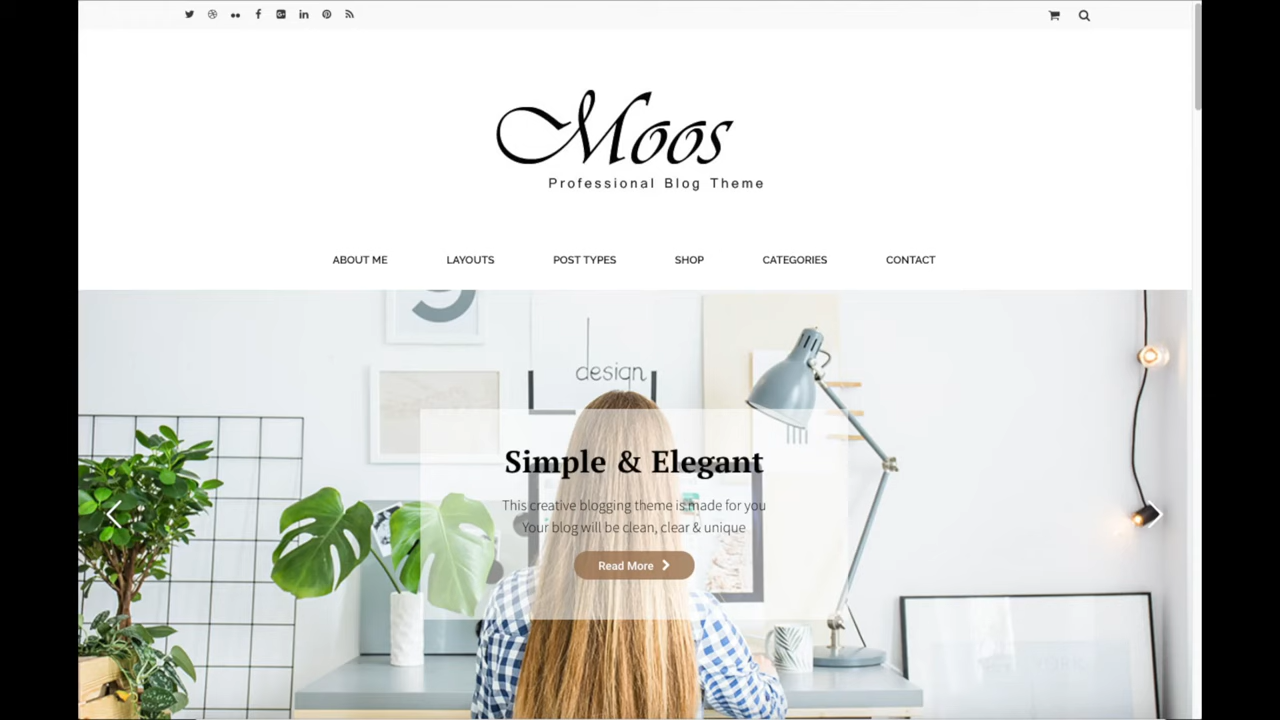 Moos
Professional Blog Theme
ABOUT ME LAYOUTS POST TYPES SHOP CATEGORIES CONTACT
design
Simple & Elegant
This creative blogging theme is made for you
Your blog will be clean, clear & unique
Read More